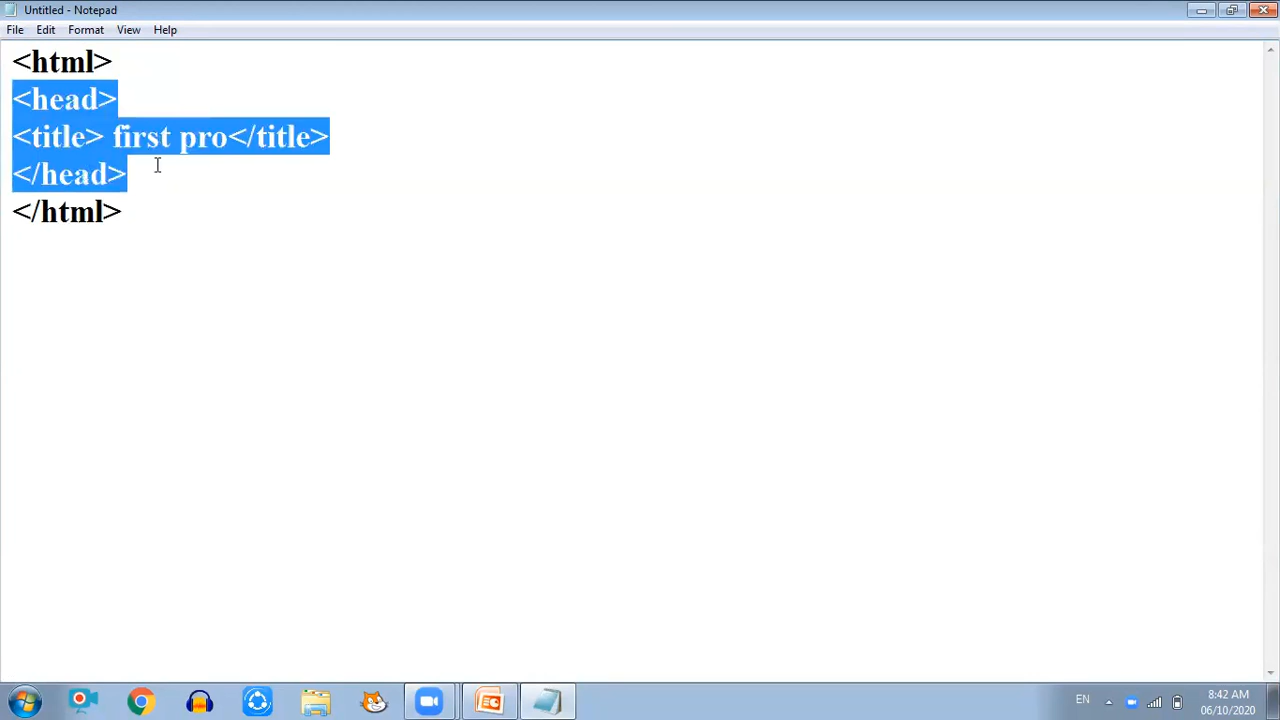 Untitled - Notepad
File Edit Format View Help
<html>
<head>
<title> first pro</title>
</head>
</html>
EN
8:42 AM
06/10/2020